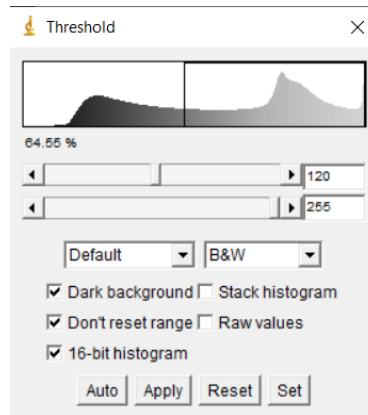 Threshold
64.55 %
120
255
Default B&W
Dark background Stack histogram
Don't reset range Raw values
16-bit histogram
Auto Apply Reset Set